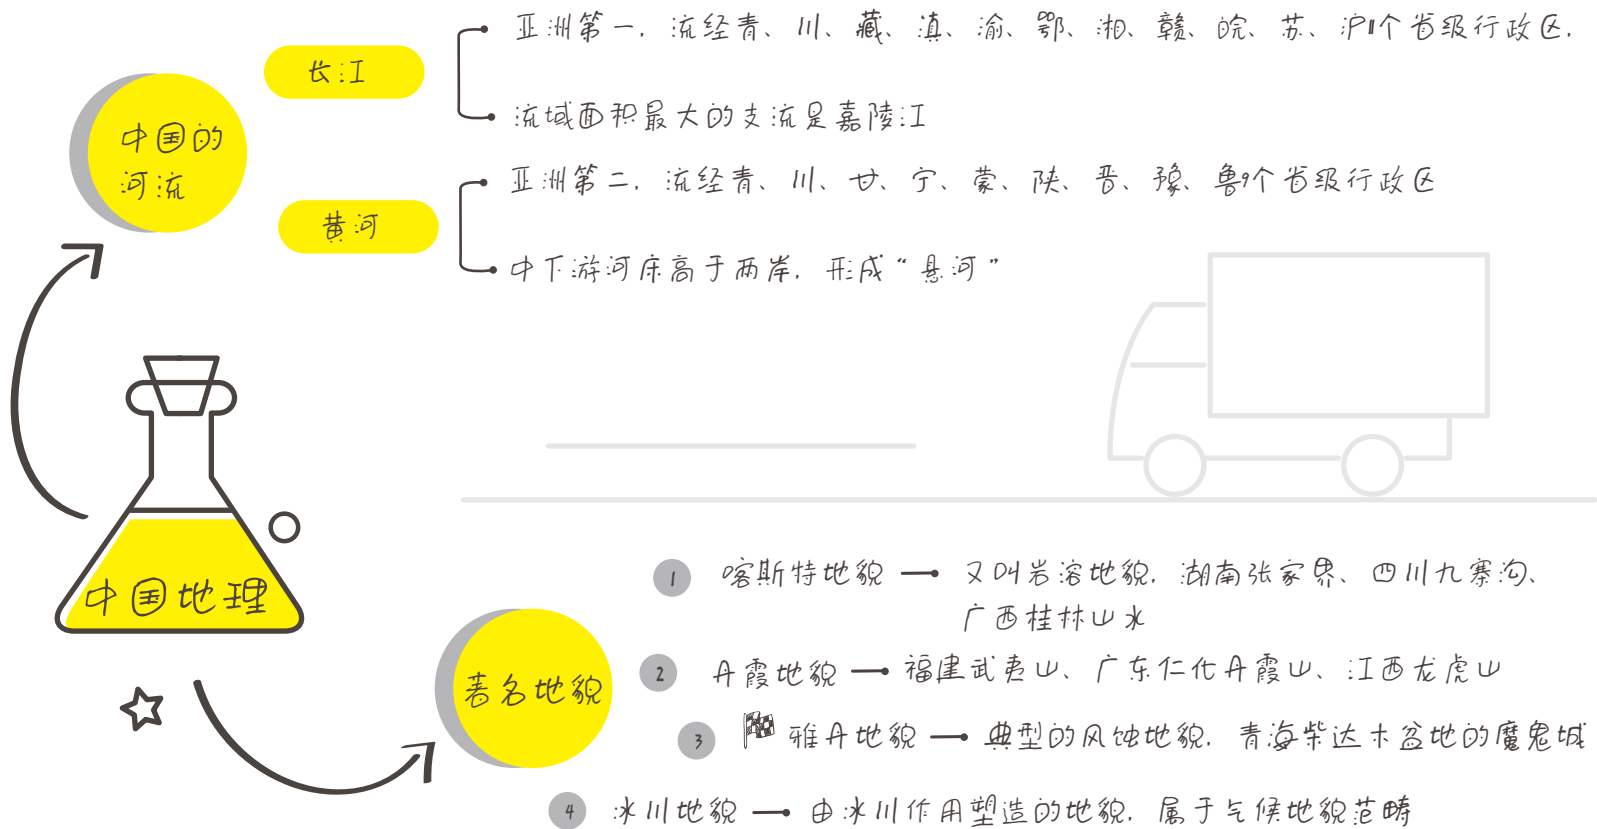 中国的
河流
长江
亚洲第一，流经青、川、藏、滇、渝、鄂、湘、赣、皖、苏、沪11个省级行政区，
流域面积最大的支流是嘉陵江
黄河
亚洲第二，流经青、川、甘、宁、蒙、陕、晋、豫、鲁9个省级行政区
中下游河床高于两岸，形成“悬河”
中国地理
著名地貌
1 喀斯特地貌 又叫岩溶地貌，湖南张家界、四川九寨沟、
广西桂林山水
2 丹霞地貌 福建武夷山、广东仁化丹霞山、江西龙虎山
3 雅丹地貌 典型的风蚀地貌，青海柴达木盆地的魔鬼城
4 冰川地貌 由冰川作用塑造的地貌，属于气候地貌范畴